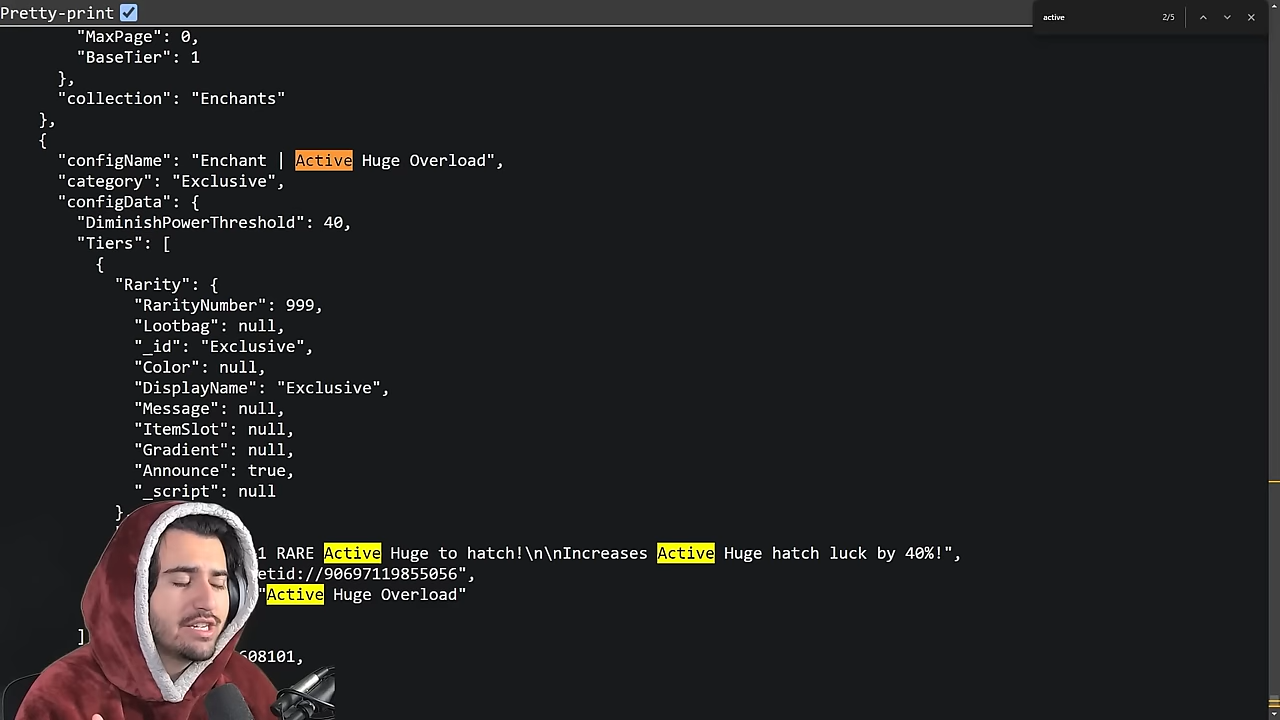 Pretty-print
active 2/5
"MaxPage": 0,
"BaseTier": 1
},
"collection": "Enchants"
},
{
"configName": "Enchant | Active Huge Overload",
"category": "Exclusive",
"configData": {
"DiminishPowerThreshold": 40,
"Tiers": [
{
"Rarity": {
"RarityNumber": 999,
"Lootbag": null,
"_id": "Exclusive",
"Color": null,
"DisplayName": "Exclusive",
"Message": null,
"ItemSlot": null,
"Gradient": null,
"Announce": true,
"_script": null
},
1 RARE Active Huge to hatch!\n\nIncreases Active Huge hatch luck by 40%!",
etid://90697119855056",
"Active Huge Overload"
]
608101,